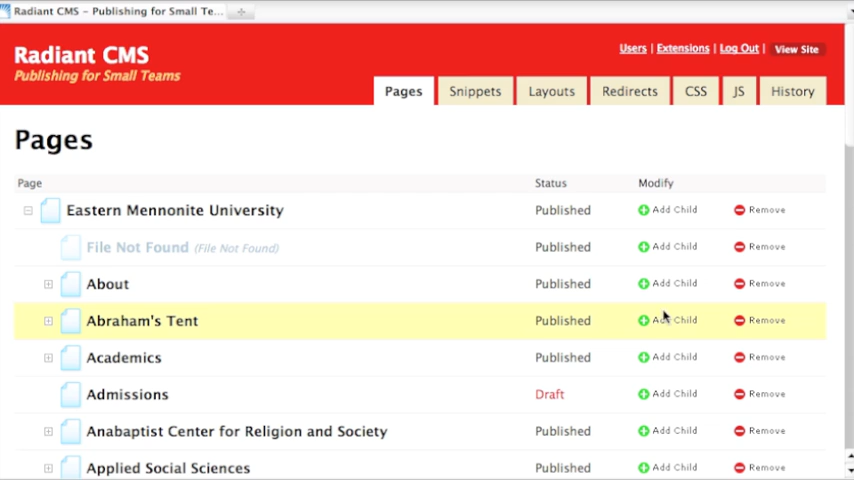 Radiant CMS – Publishing for Small Te...
Radiant CMS
Users | Extensions | Log Out | View Site
Publishing for Small Teams
Pages Snippets Layouts Redirects CSS JS History
Pages
Page Status Modify
Eastern Mennonite University Published Add Child Remove
File Not Found (File Not Found) Published Add Child Remove
About Published Add Child Remove
Abraham's Tent Published Add Child Remove
Academics Published Add Child Remove
Admissions Draft Add Child Remove
Anabaptist Center for Religion and Society Published Add Child Remove
Applied Social Sciences Published Add Child Remove